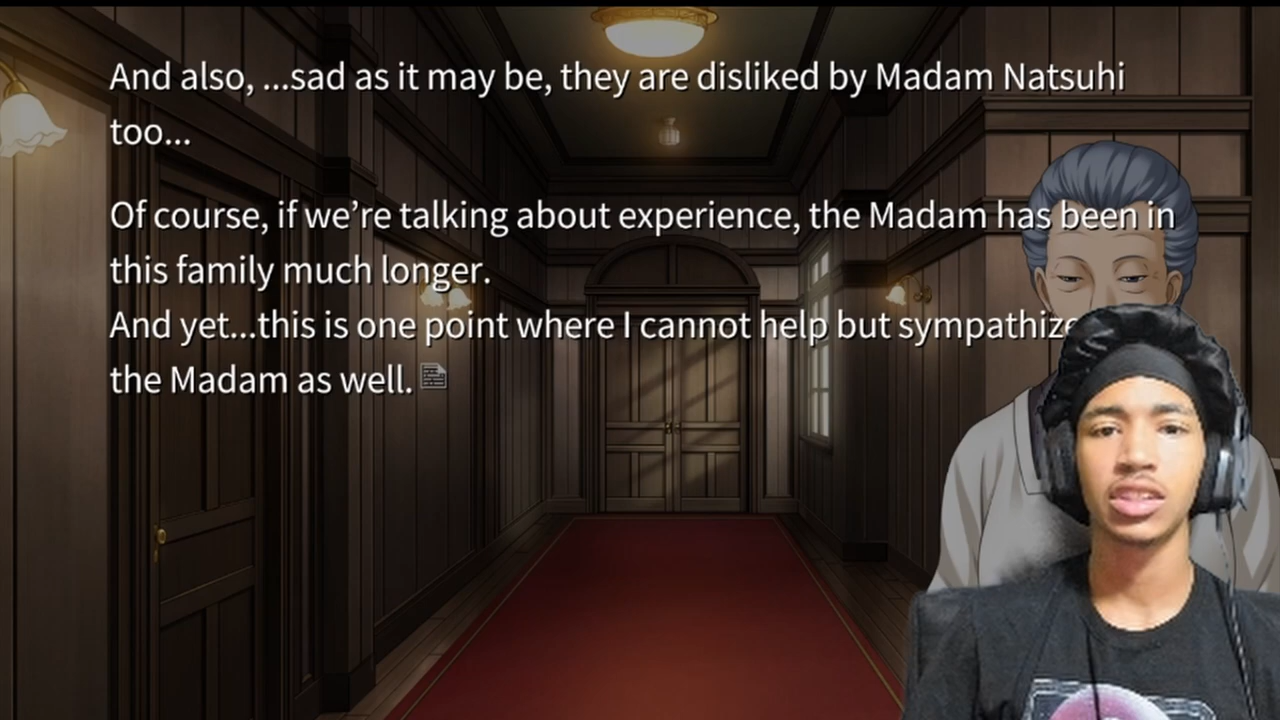 And also, ...sad as it may be, they are disliked by Madam Natsuhi
too...
Of course, if we’re talking about experience, the Madam has been in
this family much longer.
And yet...this is one point where I cannot help but sympathize
the Madam as well.